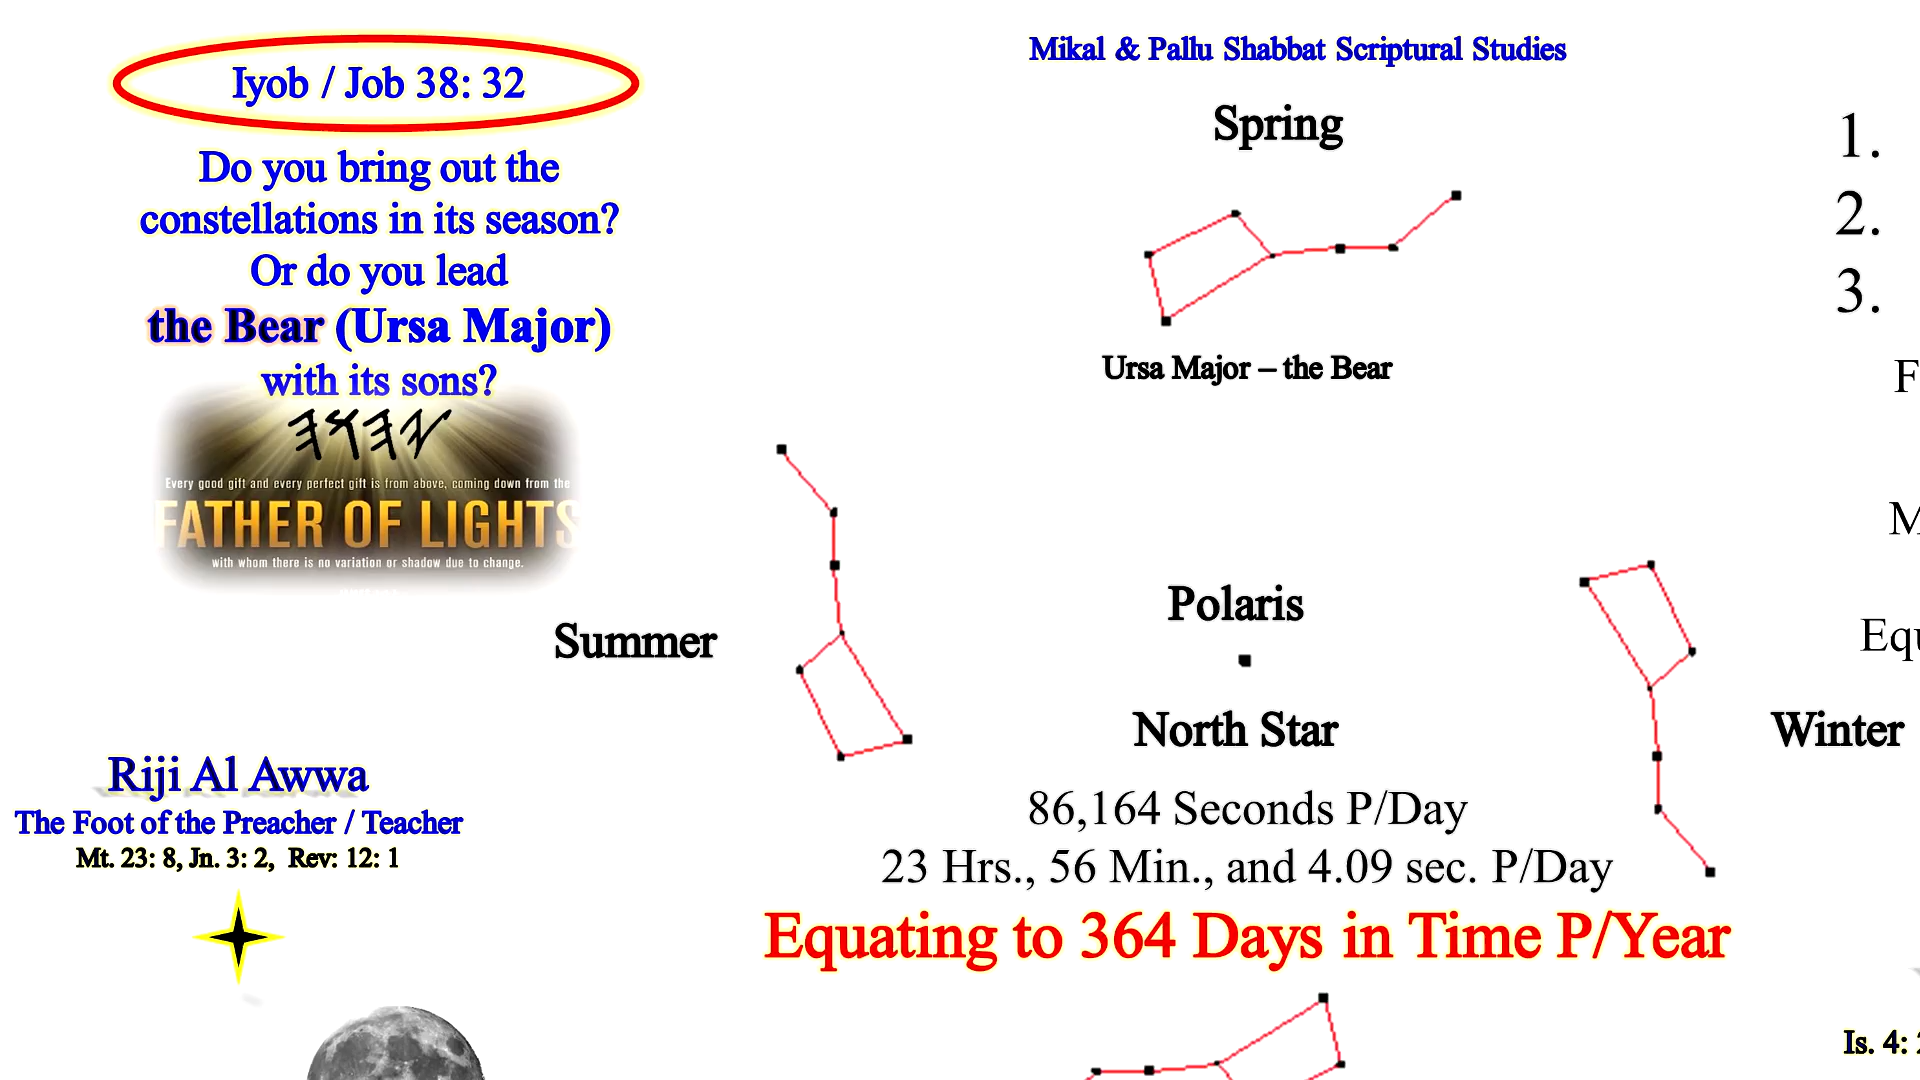 Iyob / Job 38: 32
Do you bring out the
constellations in its season?
Or do you lead
the Bear (Ursa Major)
with its sons?
𐤉𐤄𐤅𐤄
Every good gift and every perfect gift is from above, coming down from the
FATHER OF LIGHTS
with whom there is no variation or shadow due to change.
Mikal & Pallu Shabbat Scriptural Studies
Spring
Ursa Major – the Bear
Summer
Polaris
North Star
Winter
86,164 Seconds P/Day
23 Hrs., 56 Min., and 4.09 sec. P/Day
Equating to 364 Days in Time P/Year
Riji Al Awwa
The Foot of the Preacher / Teacher
Mt. 23: 8, Jn. 3: 2, Rev: 12: 1
1.
2.
3.
F
M
Equ
Is. 4: